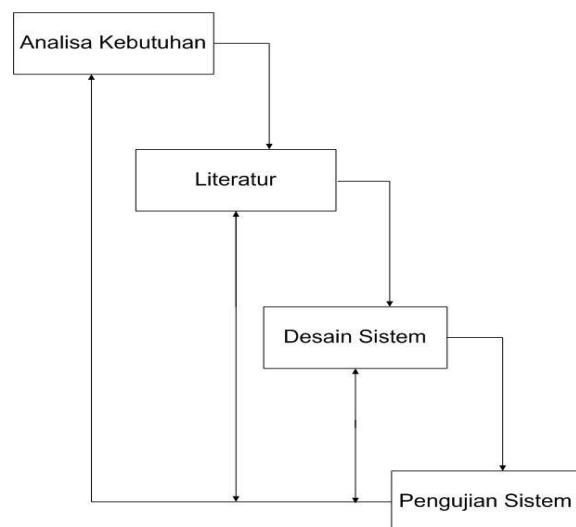 Analisa Kebutuhan
Literatur
Desain Sistem
Pengujian Sistem